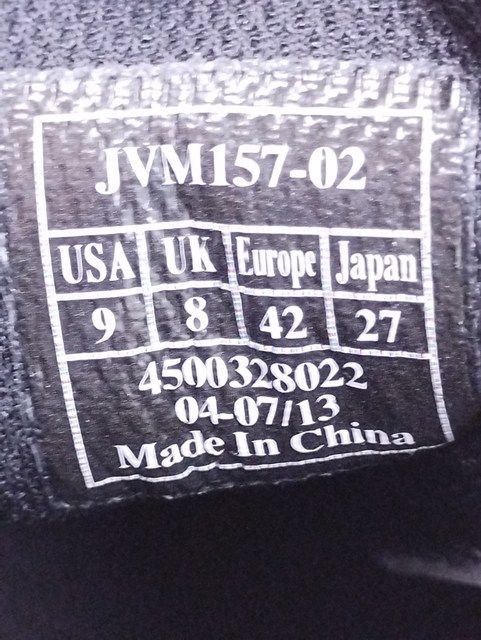 JVM157-02
USA UK Europe Japan
9 8 42 27
4500328022
04-07/13
Made In China